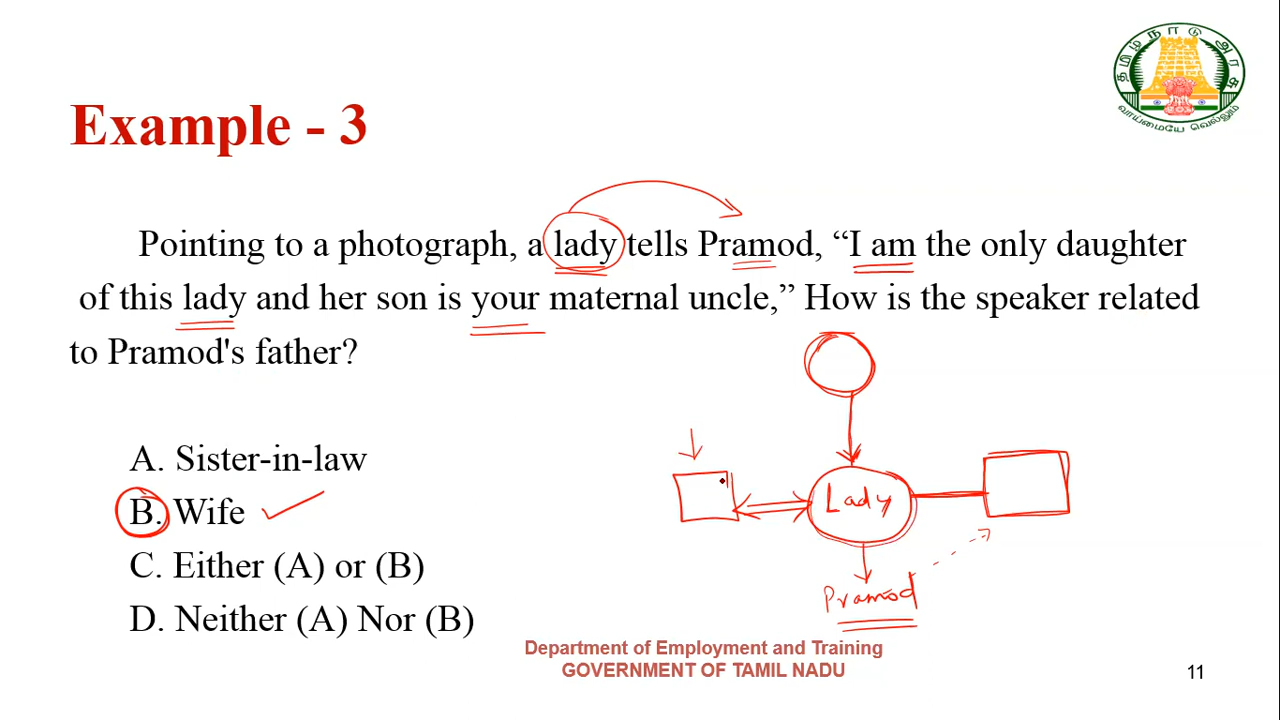 தமிழ்நாடு அரசு
வாய்மையே வெல்லும்
Example - 3
Pointing to a photograph, a lady tells Pramod, “I am the only daughter
of this lady and her son is your maternal uncle,” How is the speaker related
to Pramod's father?
A. Sister-in-law
B. Wife
C. Either (A) or (B)
D. Neither (A) Nor (B)
Lady
Pramod
Department of Employment and Training
GOVERNMENT OF TAMIL NADU
11